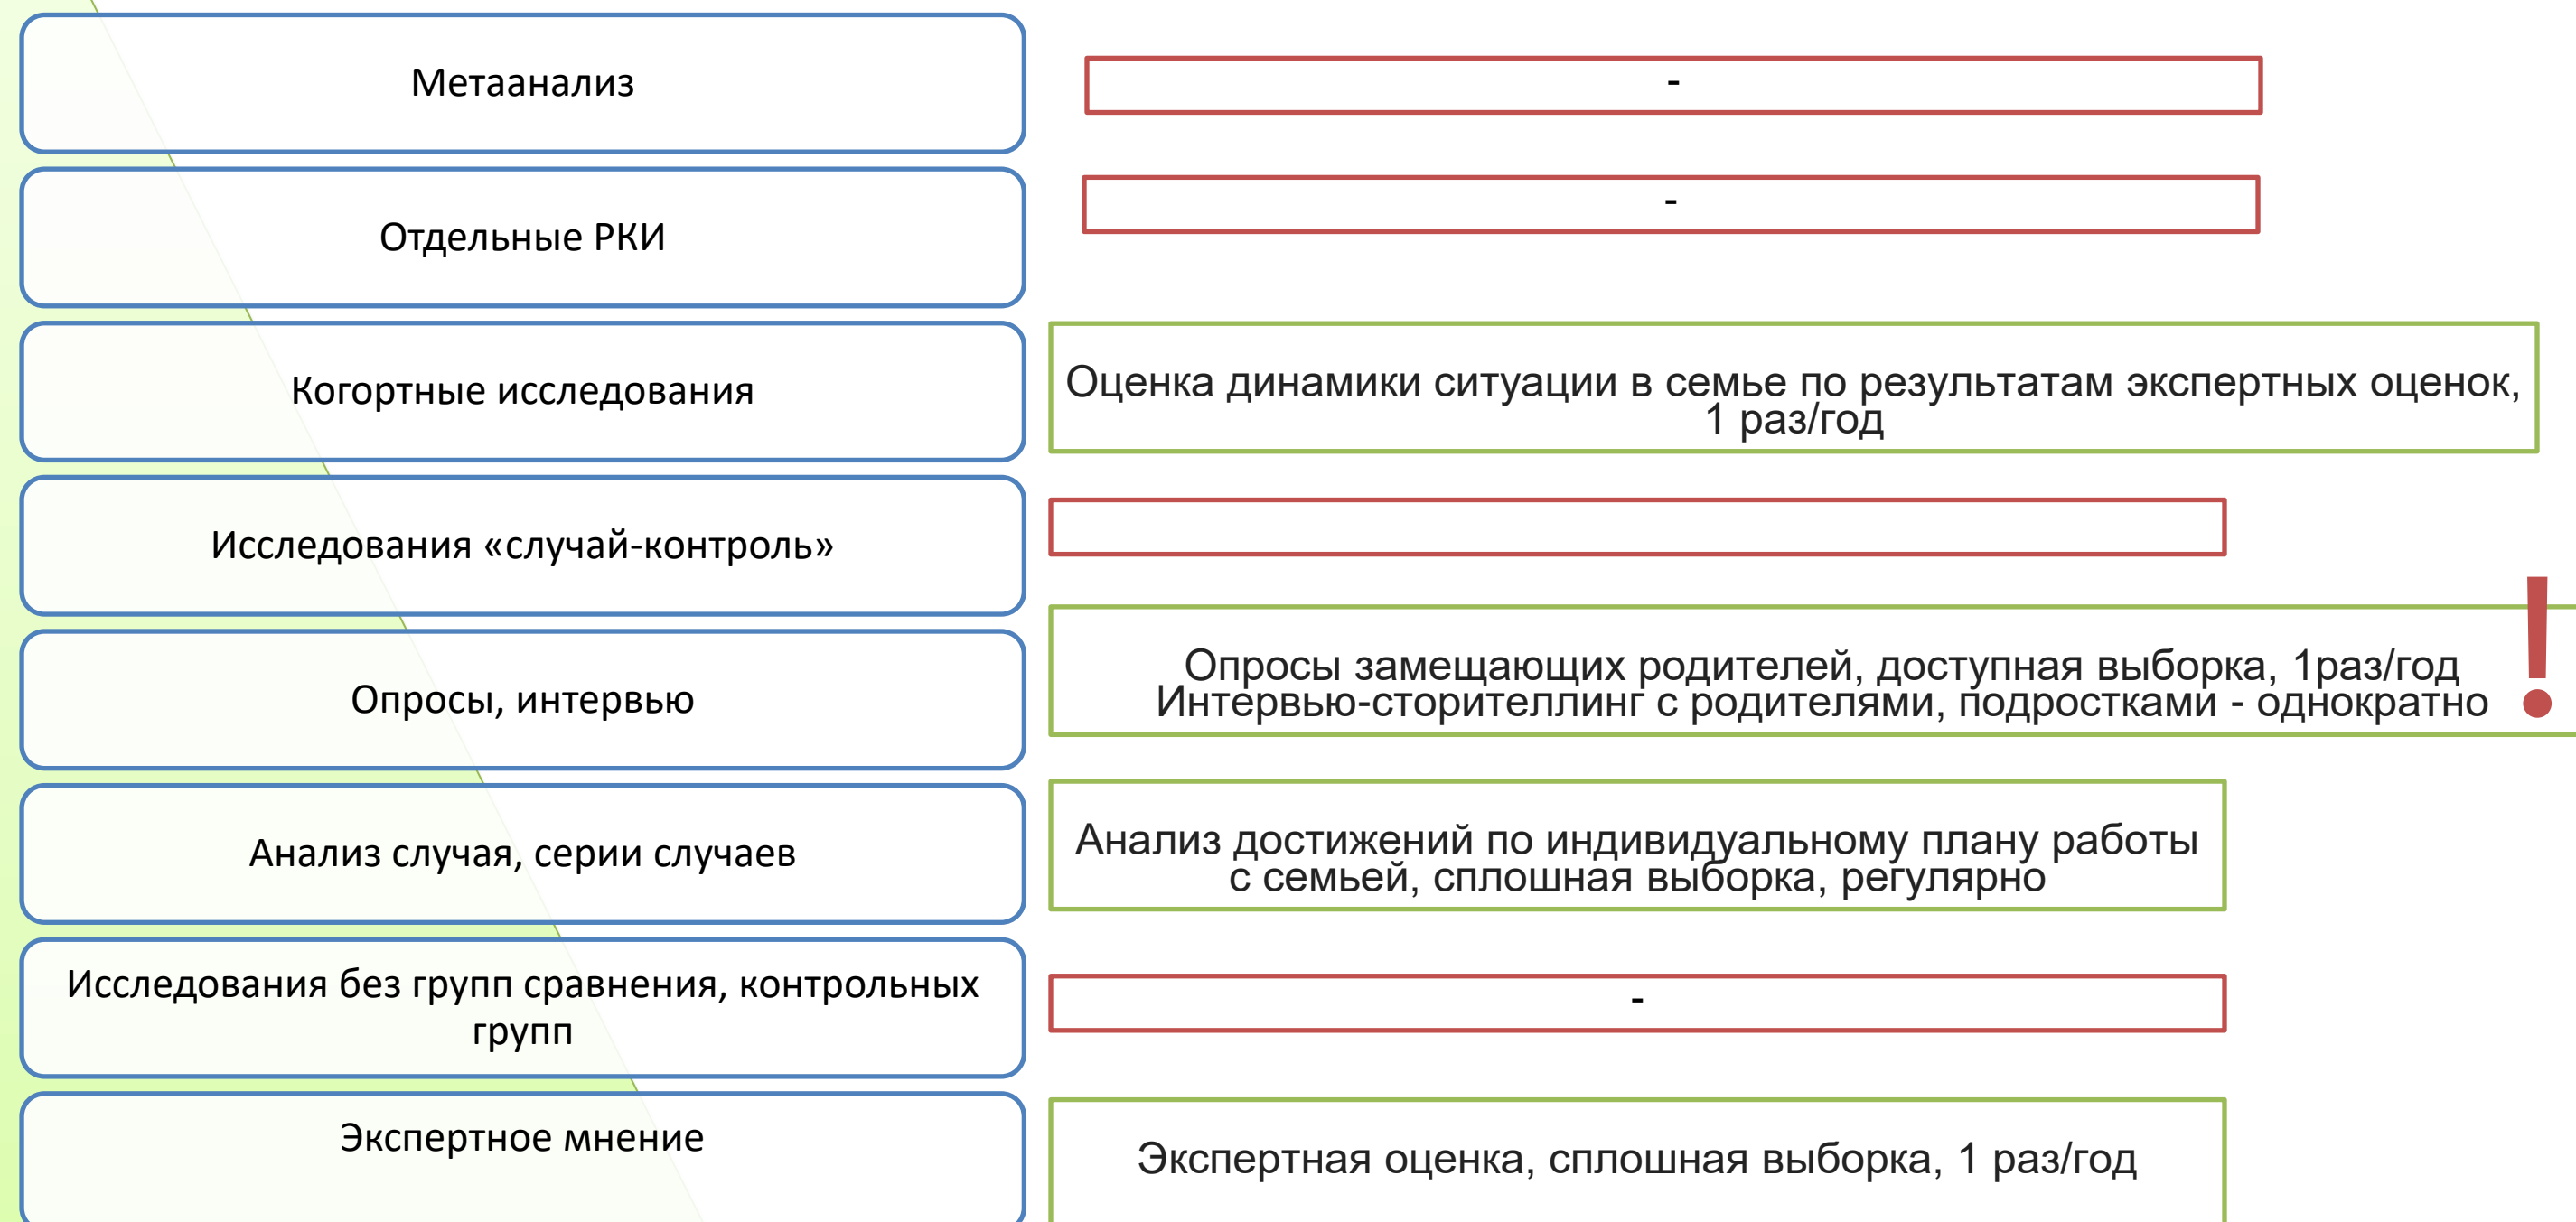 Метаанализ
-
Отдельные РКИ
-
Когортные исследования
Оценка динамики ситуации в семье по результатам экспертных оценок,
1 раз/год
Исследования «случай-контроль»
Опросы, интервью
Опросы замещающих родителей, доступная выборка, 1раз/год
Интервью-сторителлинг с родителями, подростками - однократно
!
Анализ случая, серии случаев
Анализ достижений по индивидуальному плану работы
с семьей, сплошная выборка, регулярно
Исследования без групп сравнения, контрольных
групп
-
Экспертное мнение
Экспертная оценка, сплошная выборка, 1 раз/год